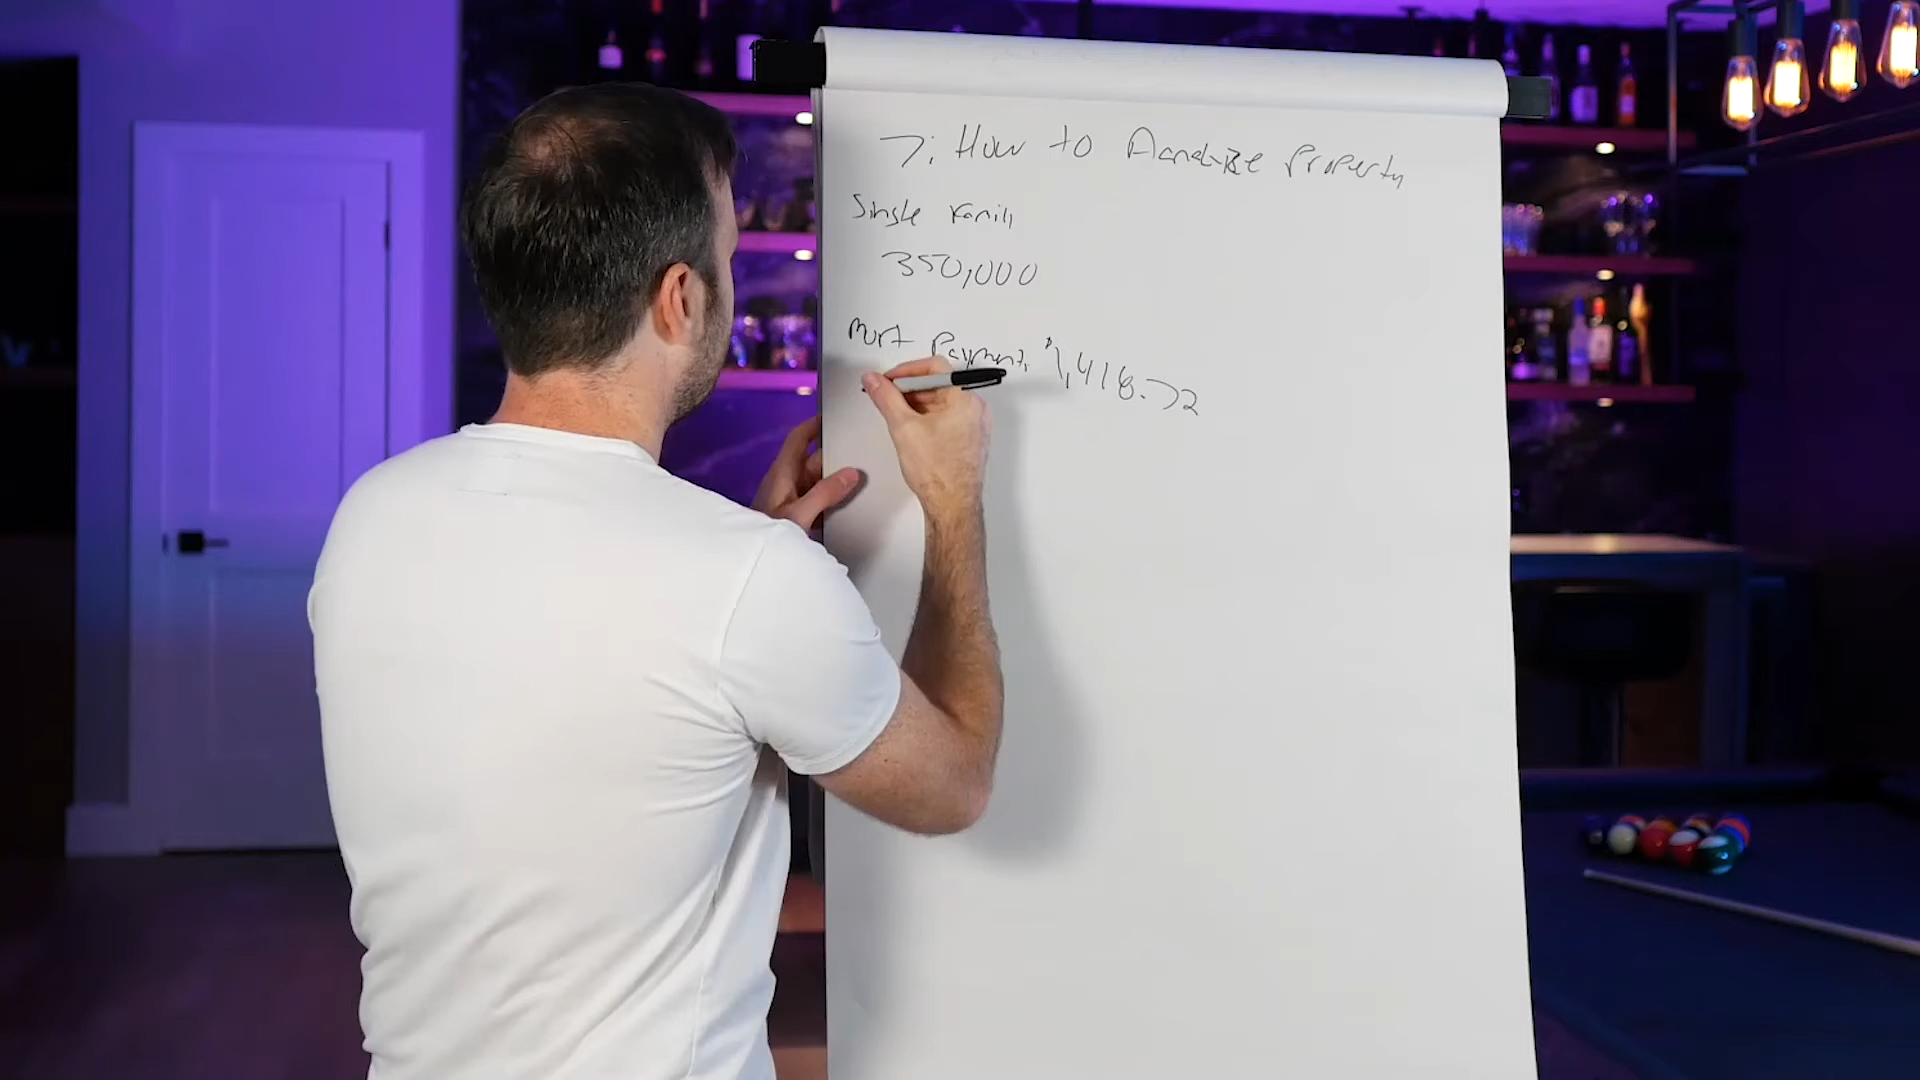 7: How to Analyze Property
Single Family
350,000
Mort Payment: $1,418.72